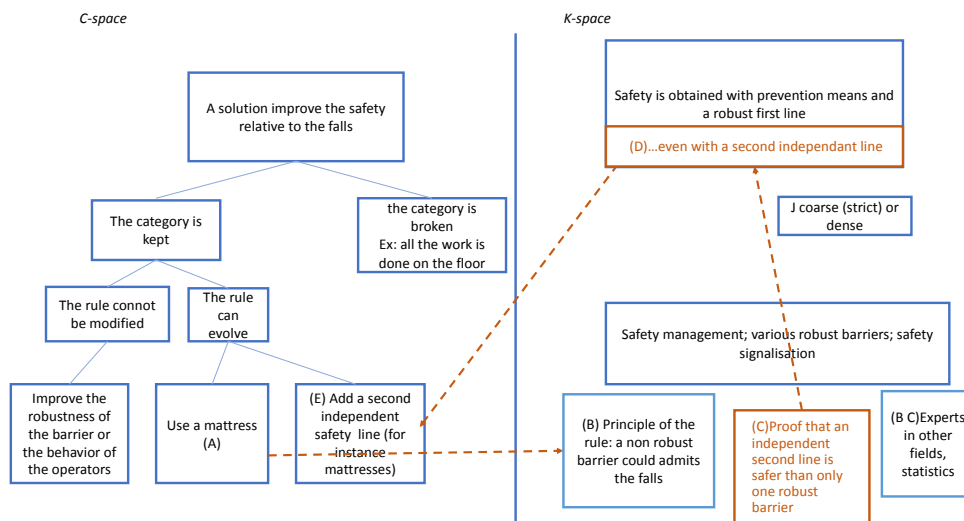 C-space
K-space
A solution improve the safety
relative to the falls
Safety is obtained with prevention means and
a robust first line
(D)...even with a second independant line
The category is
kept
the category is
broken
Ex: all the work is
done on the floor
J coarse (strict) or
dense
The rule connot
be modified
The rule
can
evolve
Safety management; various robust barriers; safety
signalisation
Improve the
robustness of
the barrier or
the behavior of
the operators
Use a mattress
(A)
(E) Add a second
independent
safety line (for
instance
mattresses)
(B) Principle of the
rule: a non robust
barrier could admits
the falls
(C)Proof that an
independent
second line is
safer than only
one robust
barrier
(B C)Experts
in other
fields,
statistics